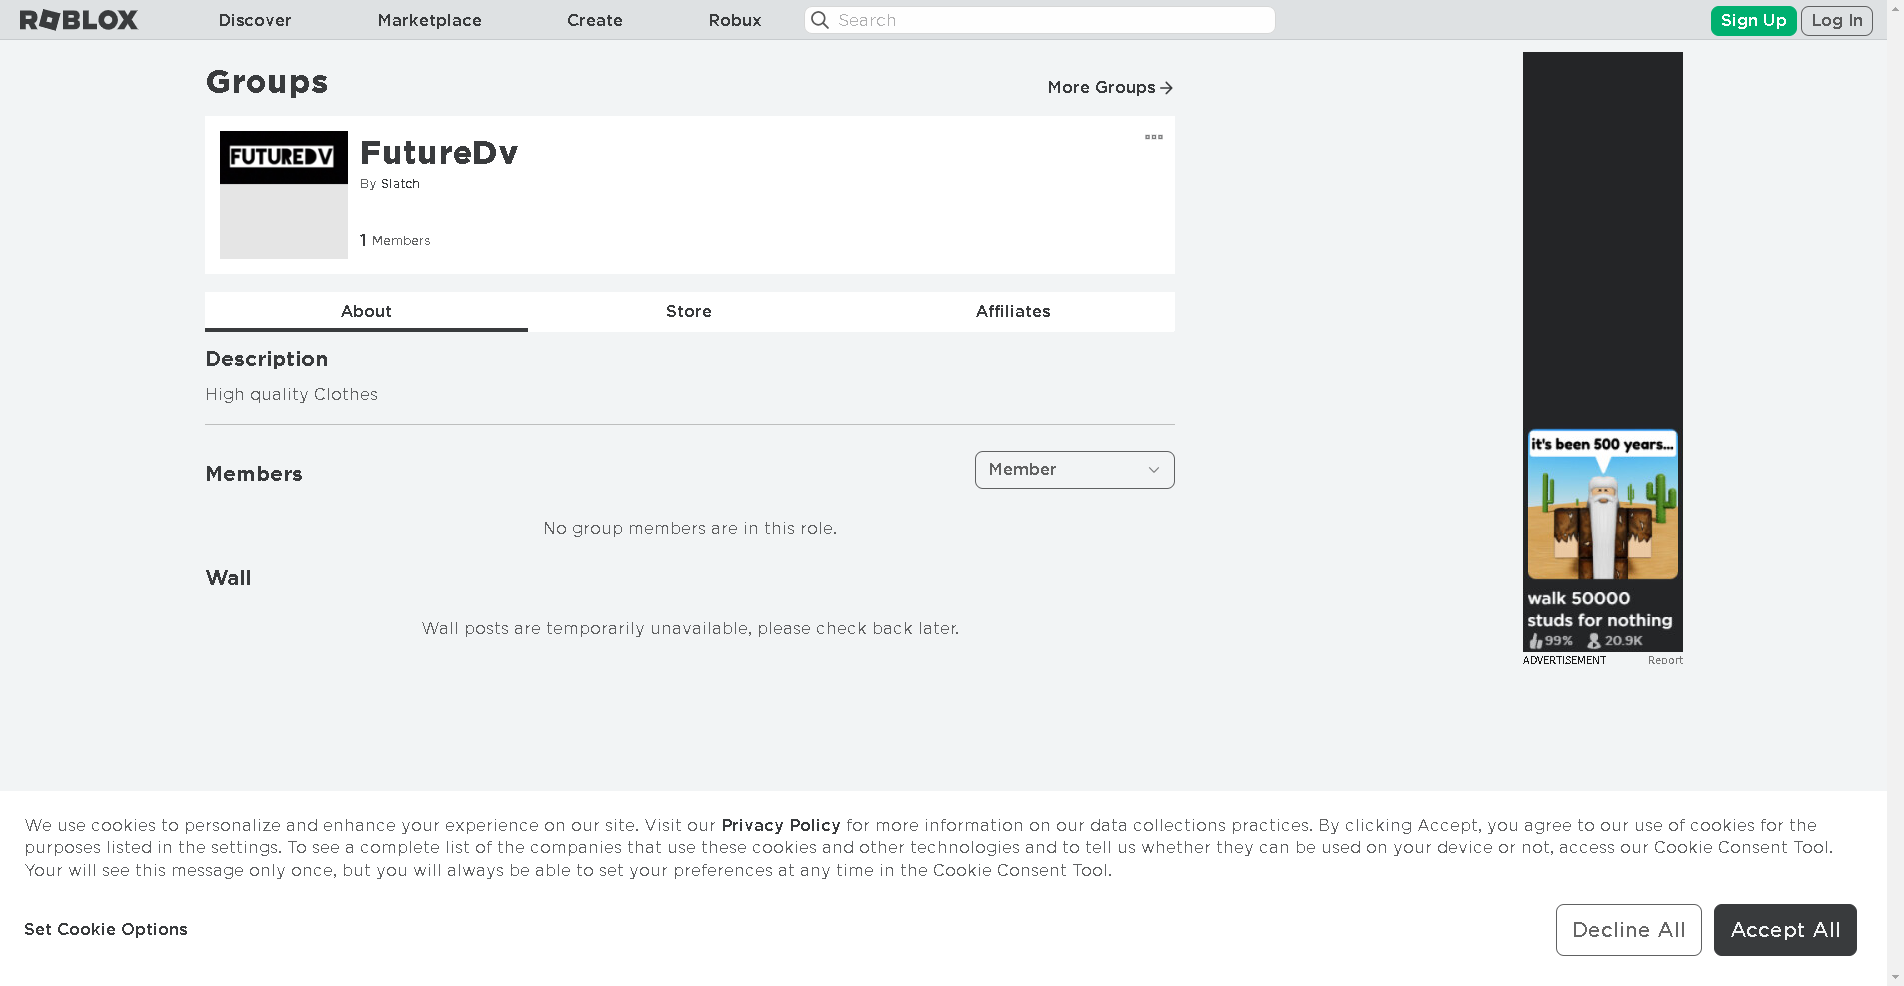 ROBLOX
Discover
Marketplace
Create
Robux
Search
Sign Up
Log In
Groups
More Groups
FUTUREDV
FutureDv
By Slatch
1 Members
About
Store
Affiliates
Description
High quality Clothes
Members
Member
No group members are in this role.
Wall
Wall posts are temporarily unavailable, please check back later.
it's been 500 years...
walk 50000
studs for nothing
99% 20.9K
ADVERTISEMENT
Report
We use cookies to personalize and enhance your experience on our site. Visit our Privacy Policy for more information on our data collections practices. By clicking Accept, you agree to our use of cookies for the
purposes listed in the settings. To see a complete list of the companies that use these cookies and other technologies and to tell us whether they can be used on your device or not, access our Cookie Consent Tool.
Your will see this message only once, but you will always be able to set your preferences at any time in the Cookie Consent Tool.
Set Cookie Options
Decline All
Accept All